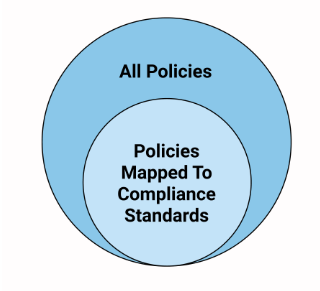 All Policies
Policies
Mapped To
Compliance
Standards